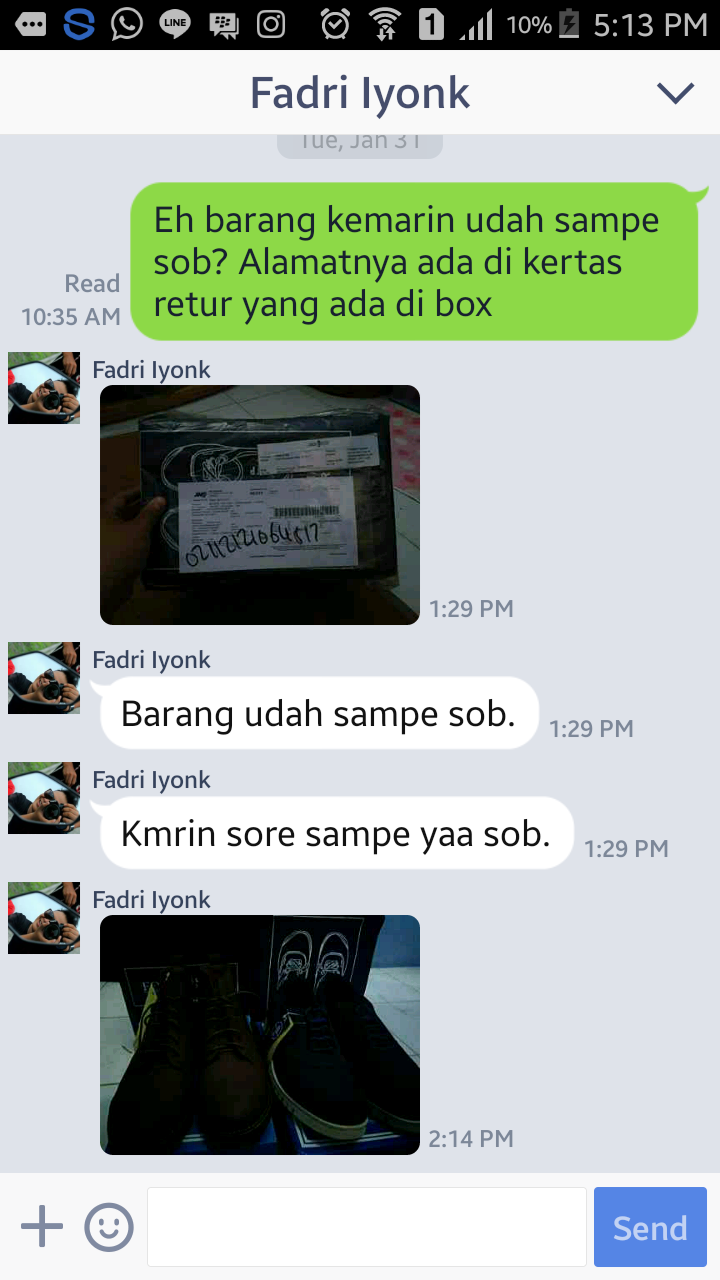 LINE
1
10%
5:13 PM
Fadri Iyonk
Tue, Jan 31
Eh barang kemarin udah sampe
sob? Alamatnya ada di kertas
retur yang ada di box
Read
10:35 AM
Fadri Iyonk
1:29 PM
Fadri Iyonk
Barang udah sampe sob.
1:29 PM
Fadri Iyonk
Kmrin sore sampe yaa sob.
1:29 PM
Fadri Iyonk
2:14 PM
Send